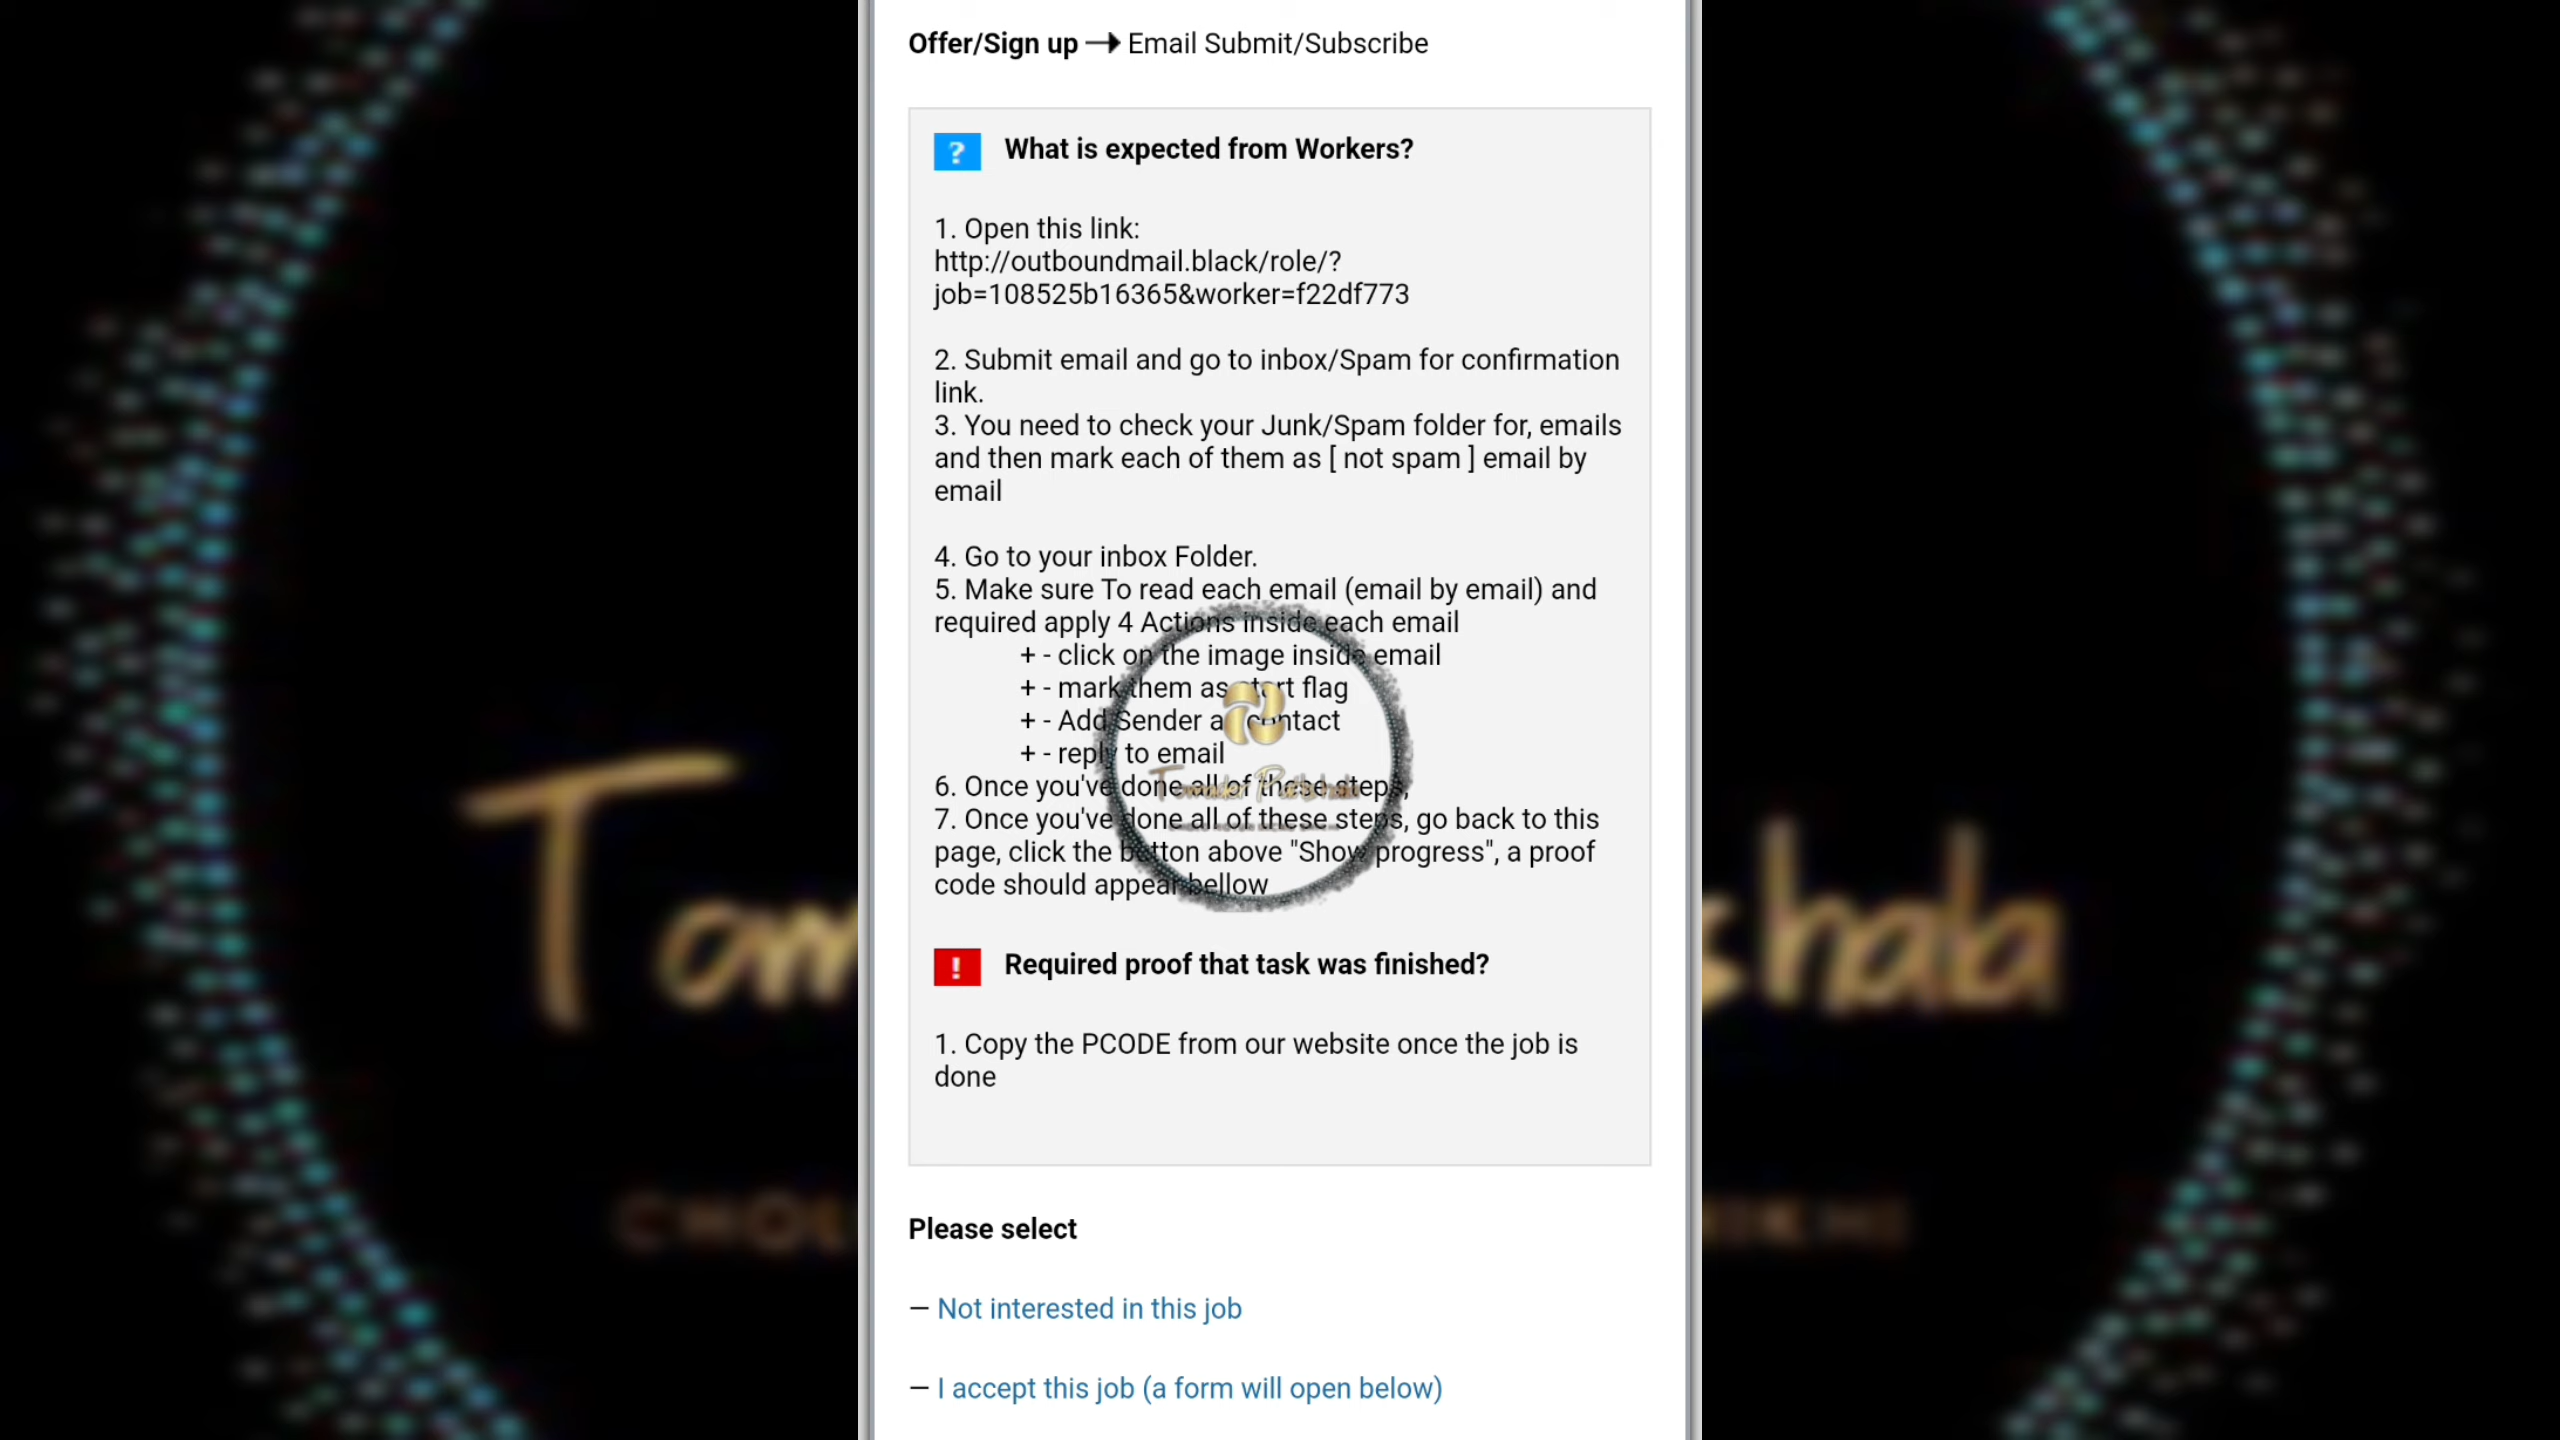 Offer/Sign up → Email Submit/Subscribe
? What is expected from Workers?
1. Open this link:
http://outboundmail.black/role/?
job=108525b16365&worker=f22df773
2. Submit email and go to inbox/Spam for confirmation
link.
3. You need to check your Junk/Spam folder for, emails
and then mark each of them as [ not spam ] email by
email
4. Go to your inbox Folder.
5. Make sure To read each email (email by email) and
required apply 4 Actions inside each email
+ - click on the image inside email
+ - mark them as start flag
+ - Add Sender as contact
+ - reply to email
6. Once you've done all of these steps,
7. Once you've done all of these steps, go back to this
page, click the button above "Show progress", a proof
code should appear bellow
! Required proof that task was finished?
1. Copy the PCODE from our website once the job is
done
Please select
– Not interested in this job
– I accept this job (a form will open below)